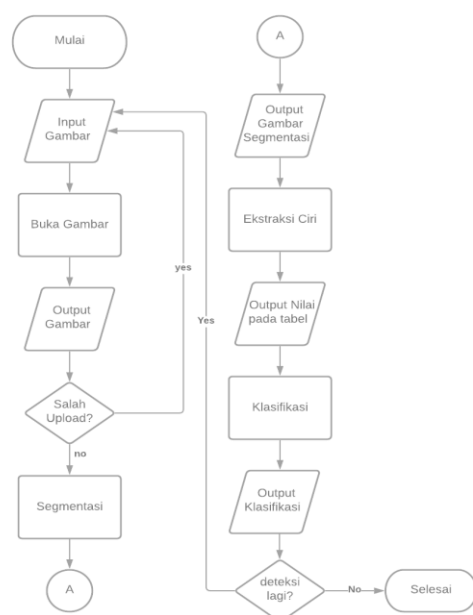 Mulai
Input
Gambar
Buka Gambar
Output
Gambar
Salah
Upload?
yes
no
Segmentasi
A
A
Output
Gambar
Segmentasi
Ekstraksi Ciri
Output Nilai
pada tabel
Yes
Klasifikasi
Output
Klasifikasi
deteksi
lagi?
No
Selesai